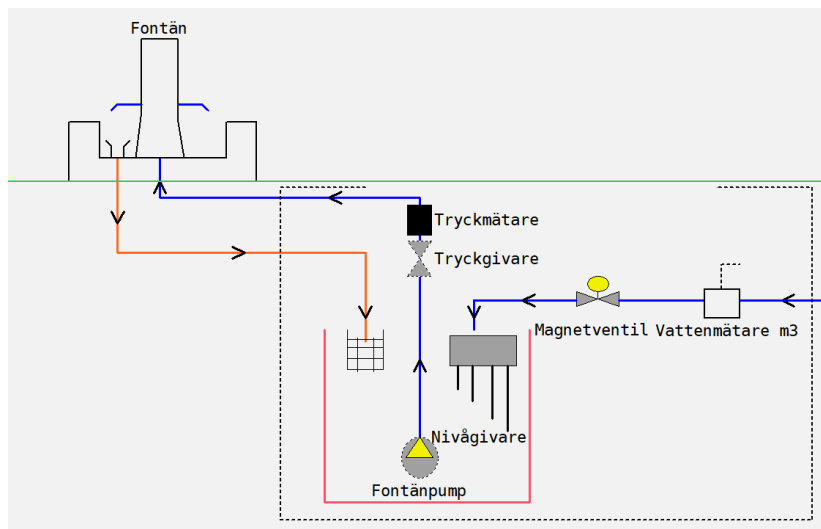 Fontän
Tryckmätare
Tryckgivare
Magnetventil
Vattenmätare m3
Nivågivare
Fontänpump